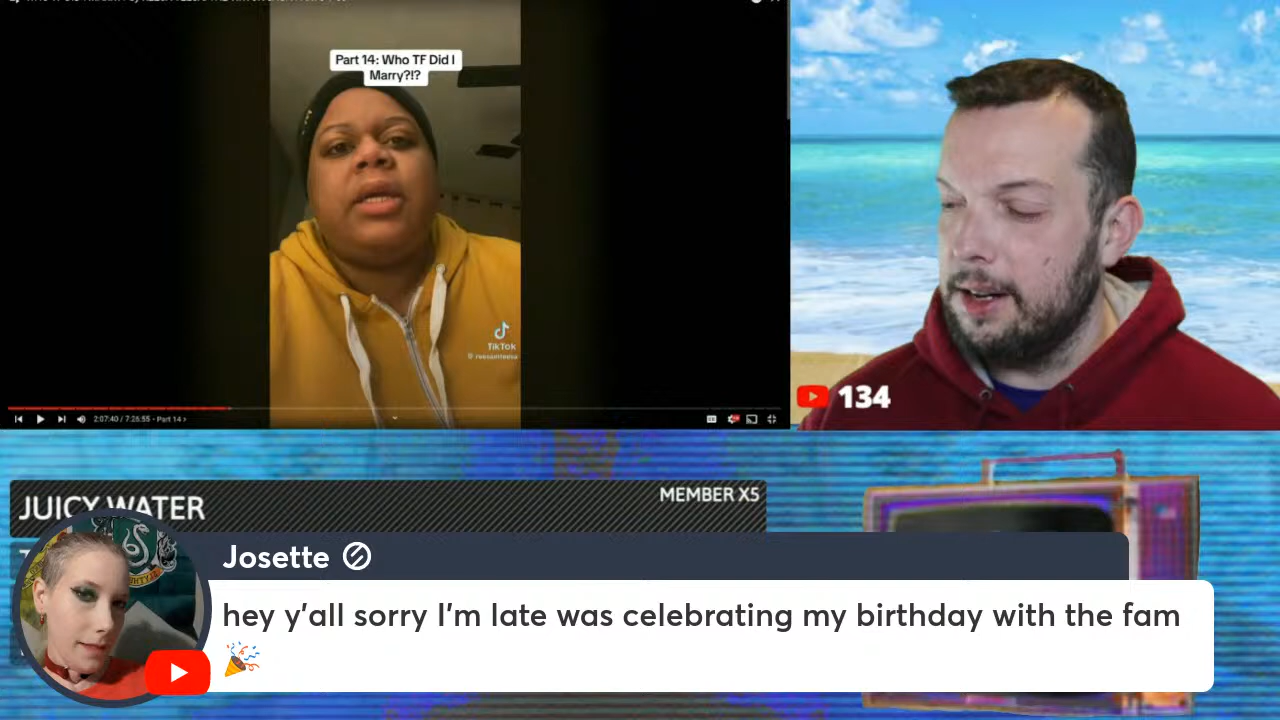 Part 14: Who TF Did I
Marry?!?
TikTok
2:07:40 / 7:26:55 • Part 14 ›
134
JUICY WATER
MEMBER X5
Josette
hey y'all sorry I'm late was celebrating my birthday with the fam